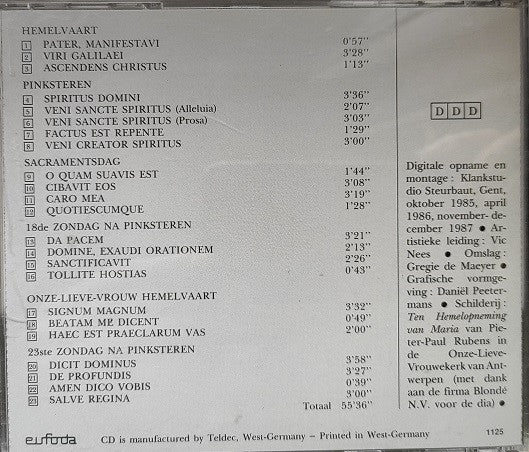 HEMELVAART
1 PATER, MANIFESTAVI 0'57"
2 VIRI GALILAEI 3'28"
3 ASCENDENS CHRISTUS 1'13"
PINKSTEREN
4 SPIRITUS DOMINI 3'36"
5 VENI SANCTE SPIRITUS (Alleluia) 2'07"
6 VENI SANCTE SPIRITUS (Prosa) 3'03"
7 FACTUS EST REPENTE 1'29"
8 VENI CREATOR SPIRITUS 3'00"
SACRAMENTSDAG
9 O QUAM SUAVIS EST 1'44"
10 CIBAVIT EOS 3'08"
11 CARO MEA 3'19"
12 QUOTIESCUMQUE 1'28"
18de ZONDAG NA PINKSTEREN
13 DA PACEM 3'21"
14 DOMINE, EXAUDI ORATIONEM 2'13"
15 SANCTIFICAVIT 2'26"
16 TOLLITE HOSTIAS 0'43"
ONZE-LIEVE-VROUW HEMELVAART
17 SIGNUM MAGNUM 3'32"
18 BEATAM ME DICENT 0'49"
19 HAEC EST PRAECLARUM VAS 2'00"
23ste ZONDAG NA PINKSTEREN
20 DICIT DOMINUS 3'58"
21 DE PROFUNDIS 3'27"
22 AMEN DICO VOBIS 0'39"
23 SALVE REGINA 3'00"
Totaal 55'36"
D D D
Digitale opname en
montage : Klankstu-
dio Steurbaut, Gent,
oktober 1985, april
1986, november-de-
cember 1987 ● Ar-
tistieke leiding : Vic
Nees ● Omslag :
Gregie de Maeyer ●
Grafische vormge-
ving : Daniël Peeter-
mans ● Schilderij :
Ten Hemelopneming
van Maria van Pie-
ter-Paul Rubens in
de Onze-Lieve-
Vrouwekerk van Ant-
werpen (met dank
aan de firma Blondé
N.V. voor de dia) ●
eufoda
CD is manufactured by Teldec, West-Germany – Printed in West-Germany
1125